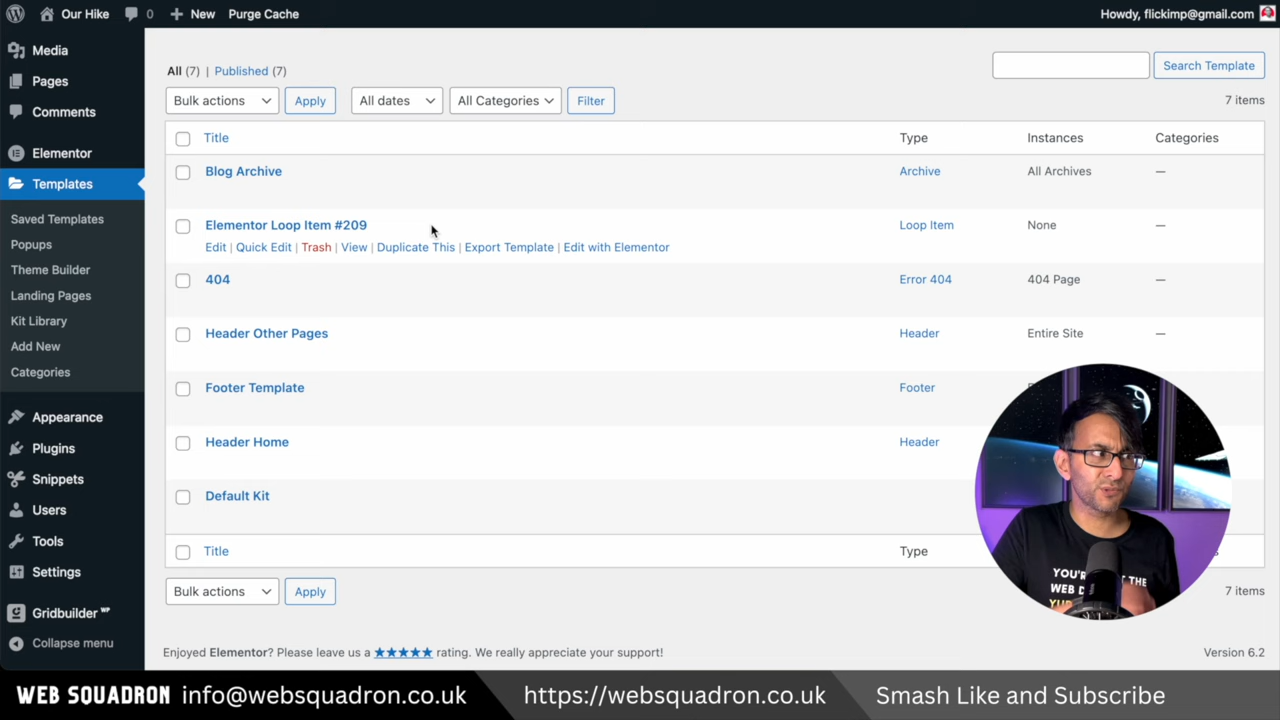 Our Hike 0 New Purge Cache Howdy, flickimp@gmail.com
Media
Pages
Comments
Elementor
Templates
Saved Templates
Popups
Theme Builder
Landing Pages
Kit Library
Add New
Categories
Appearance
Plugins
Snippets
Users
Tools
Settings
Gridbuilder WP
Collapse menu
All (7) | Published (7)
Search Template
Bulk actions Apply All dates All Categories Filter 7 items
Title Type Instances Categories
Blog Archive Archive All Archives —
Elementor Loop Item #209 Loop Item None —
Edit | Quick Edit | Trash | View | Duplicate This | Export Template | Edit with Elementor
404 Error 404 404 Page —
Header Other Pages Header Entire Site —
Footer Template Footer
Header Home Header
Default Kit
Title Type
Bulk actions Apply 7 items
YOU'RE THE
WEB
Enjoyed Elementor? Please leave us a ★★★★★ rating. We really appreciate your support! Version 6.2
WEB SQUADRON info@websquadron.co.uk https://websquadron.co.uk Smash Like and Subscribe